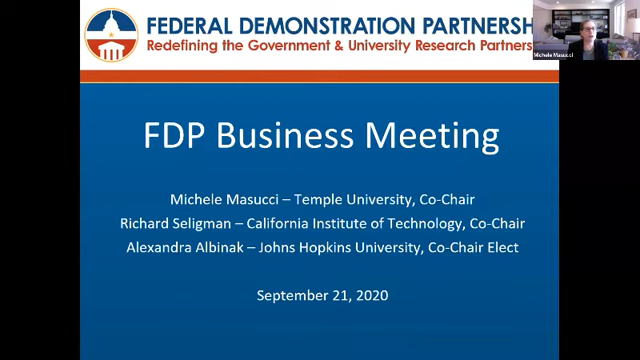 FEDERAL DEMONSTRATION PARTNERSH
Redefining the Government & University Research Partners
Michele Masucci
FDP Business Meeting
Michele Masucci – Temple University, Co-Chair
Richard Seligman – California Institute of Technology, Co-Chair
Alexandra Albinak – Johns Hopkins University, Co-Chair Elect
September 21, 2020